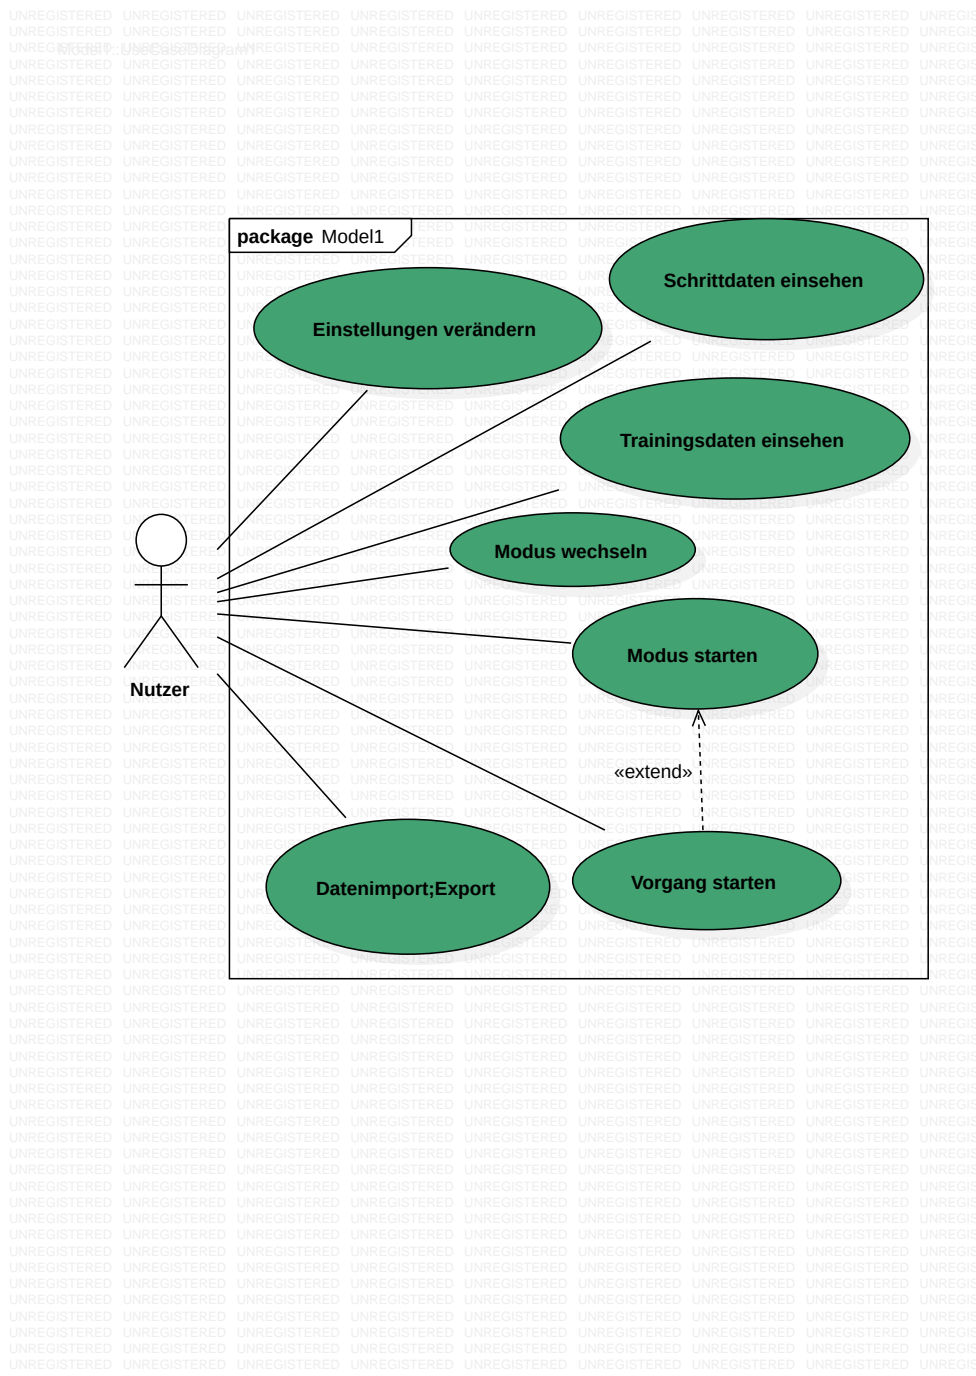 Model1::UseCaseDiagram1
package Model1
Schrittdaten einsehen
Einstellungen verändern
Trainingsdaten einsehen
Modus wechseln
Modus starten
Nutzer
«extend»
Vorgang starten
Datenimport;Export
UNREGISTERED